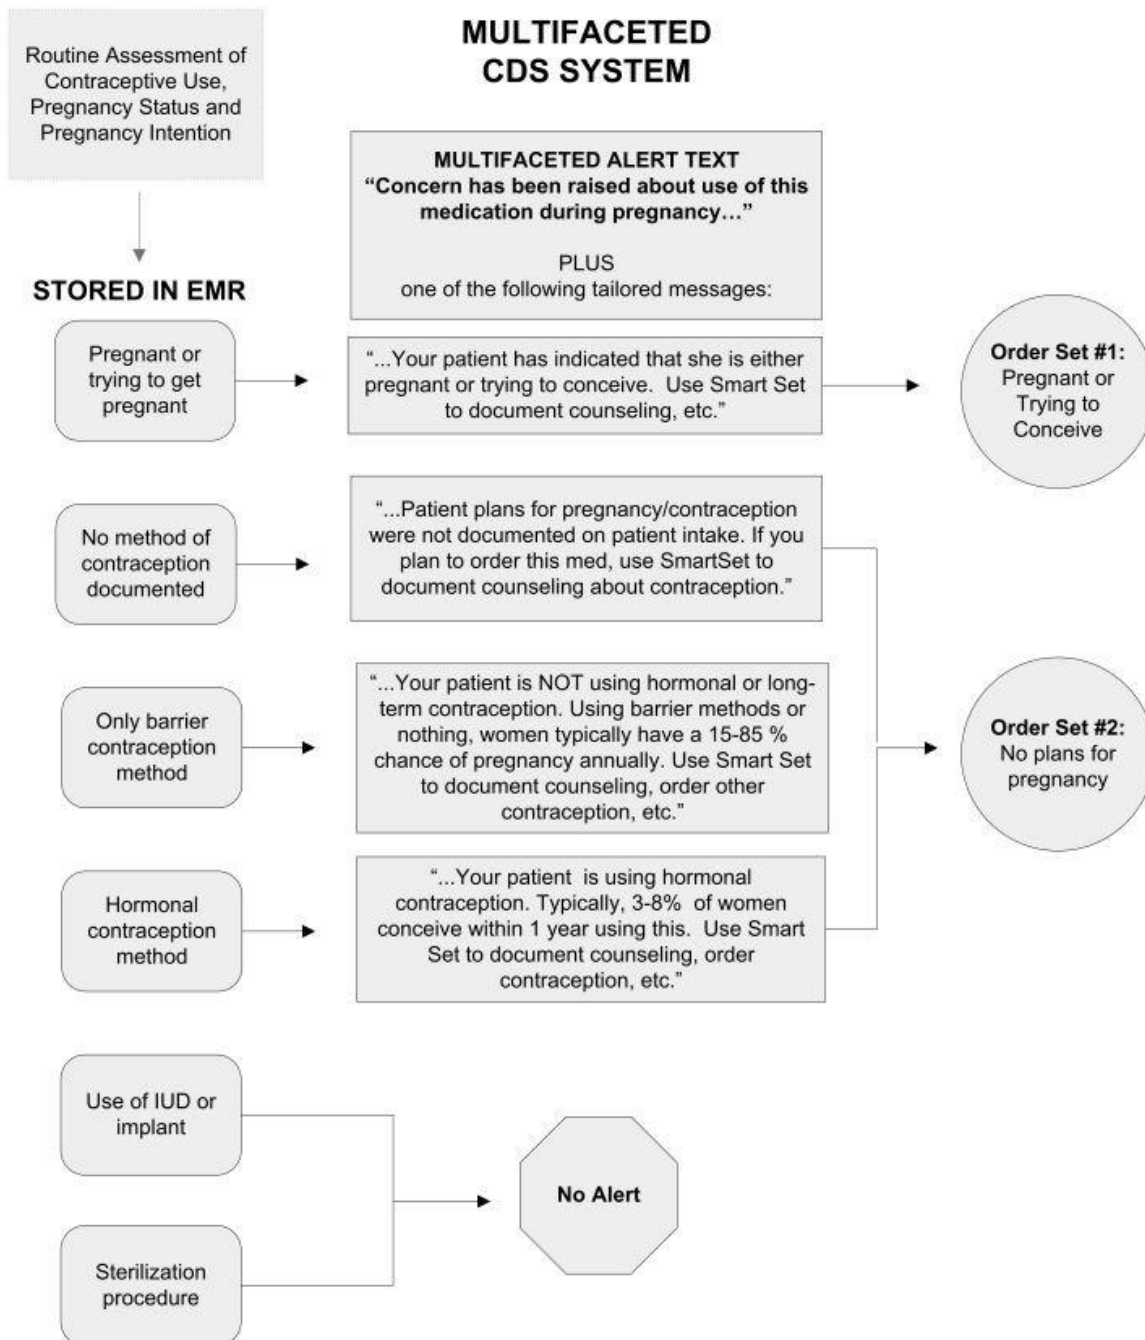 MULTIFACETED
CDS SYSTEM
Routine Assessment of
Contraceptive Use,
Pregnancy Status and
Pregnancy Intention
MULTIFACETED ALERT TEXT
“Concern has been raised about use of this
medication during pregnancy…”
PLUS
one of the following tailored messages:
STORED IN EMR
Pregnant or
trying to get
pregnant
“...Your patient has indicated that she is either
pregnant or trying to conceive. Use Smart Set
to document counseling, etc.”
Order Set #1:
Pregnant or
Trying to
Conceive
No method of
contraception
documented
“...Patient plans for pregnancy/contraception
were not documented on patient intake. If you
plan to order this med, use SmartSet to
document counseling about contraception.”
Only barrier
contraception
method
“...Your patient is NOT using hormonal or long-
term contraception. Using barrier methods or
nothing, women typically have a 15-85 %
chance of pregnancy annually. Use Smart Set
to document counseling, order other
contraception, etc.”
Order Set #2:
No plans for
pregnancy
Hormonal
contraception
method
“...Your patient is using hormonal
contraception. Typically, 3-8% of women
conceive within 1 year using this. Use Smart
Set to document counseling, order
contraception, etc.”
Use of IUD or
implant
No Alert
Sterilization
procedure